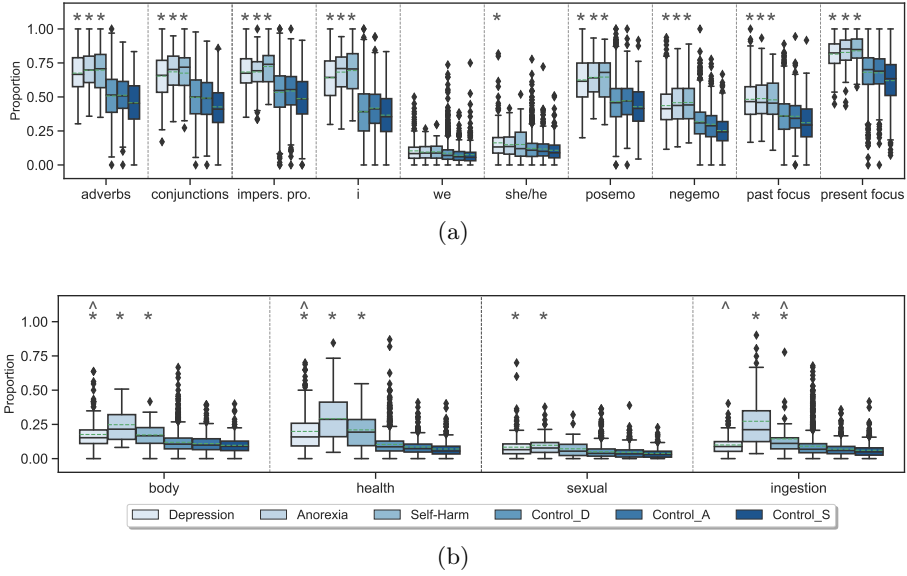 * * * * * * * * * * * * * * * * * * * * * * * * *
1.00
0.75
0.50
0.25
0.00
Proportion
adverbs conjunctions impers. pro. i we she/he posemo negemo past focus present focus
(a)
^ ^ ^ ^
* * * * * * * * * *
1.00
0.75
0.50
0.25
0.00
Proportion
body health sexual ingestion
Depression Anorexia Self-Harm Control_D Control_A Control_S
(b)